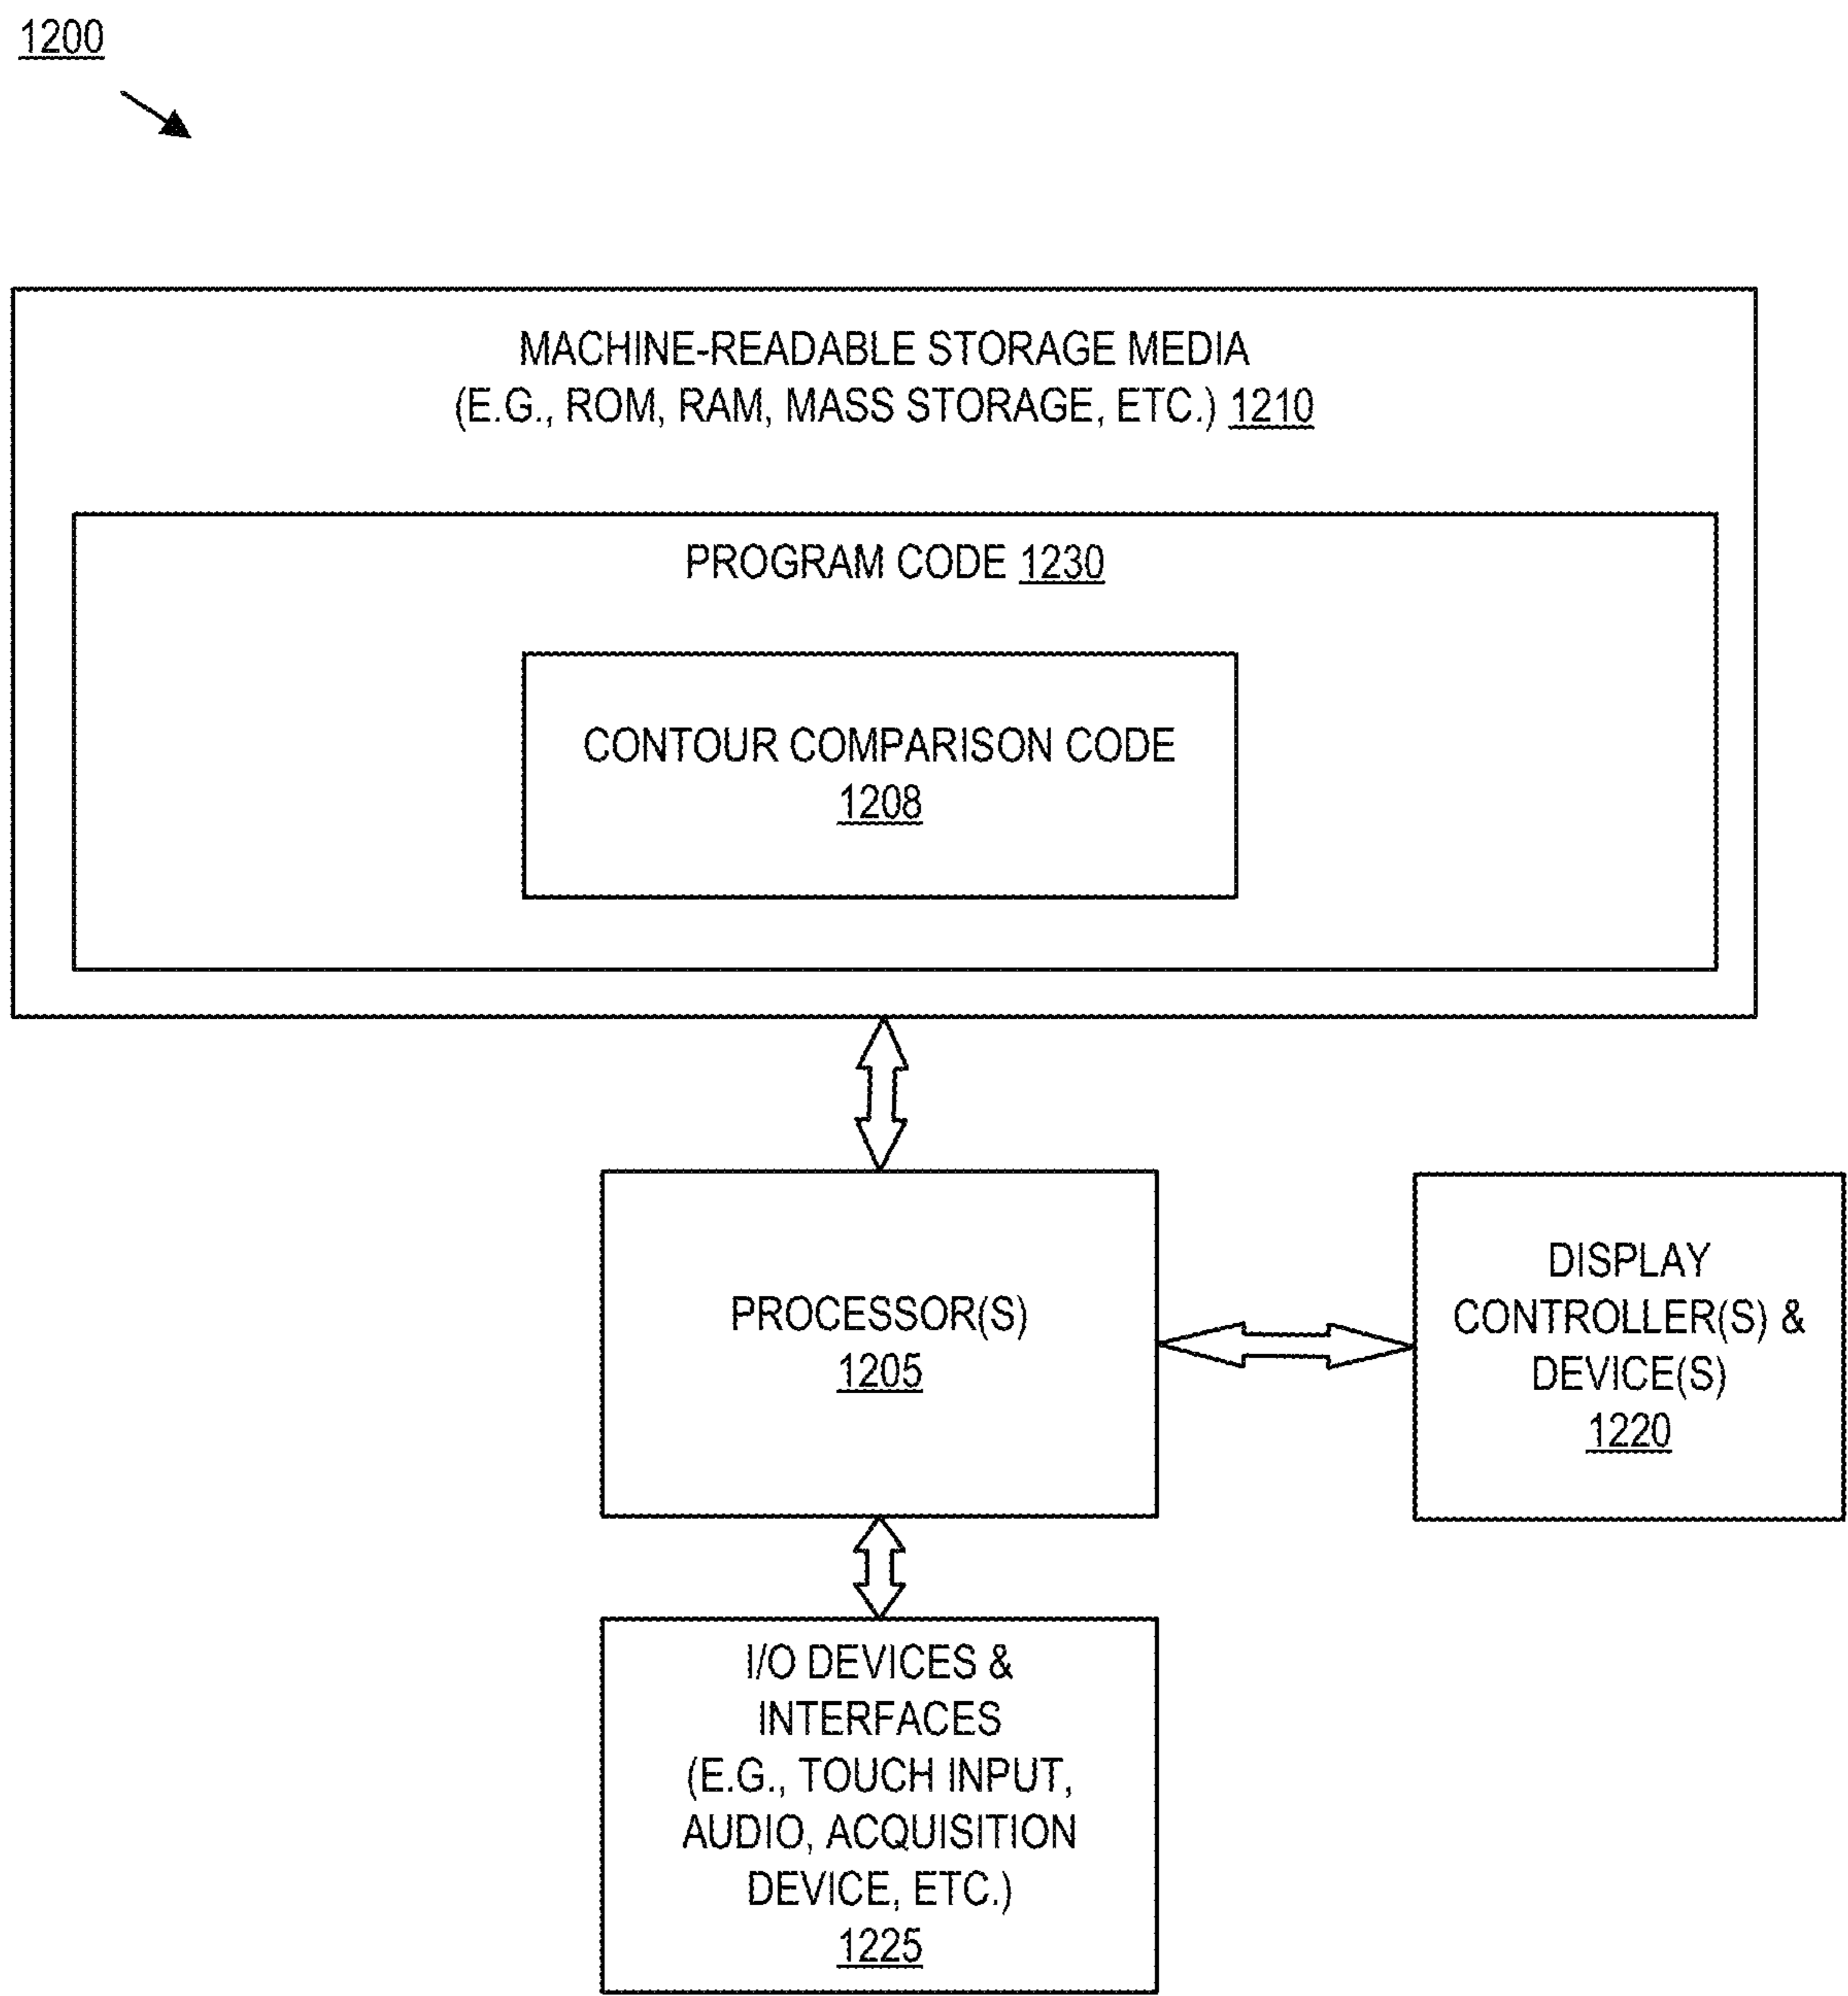 1200
MACHINE-READABLE STORAGE MEDIA
(E.G., ROM, RAM, MASS STORAGE, ETC.) 1210
PROGRAM CODE 1230
CONTOUR COMPARISON CODE
1208
PROCESSOR(S)
1205
DISPLAY
CONTROLLER(S) &
DEVICE(S)
1220
I/O DEVICES &
INTERFACES
(E.G., TOUCH INPUT,
AUDIO, ACQUISITION
DEVICE, ETC.)
1225